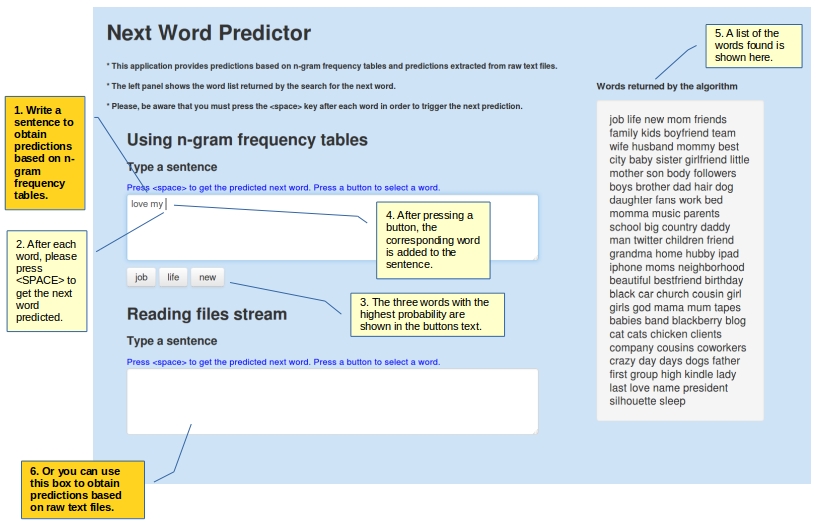 Next Word Predictor
* This application provides predictions based on n-gram frequency tables and predictions extracted from raw text files.
* The left panel shows the word list returned by the search for the next word.
* Please, be aware that you must press the <space> key after each word in order to trigger the next prediction.
Using n-gram frequency tables
Type a sentence
Press <space> to get the predicted next word. Press a button to select a word.
love my
job life new
Reading files stream
Type a sentence
Press <space> to get the predicted next word. Press a button to select a word.
1. Write a
sentence to
obtain
predictions
based on n-
gram
frequency
tables.
2. After each
word, please
press
<SPACE> to
get the next
word
predicted.
4. After pressing a
button, the
corresponding word
is added to the
sentence.
3. The three words with the
highest probability are
shown in the buttons text.
6. Or you can use
this box to obtain
predictions based
on raw text files.
5. A list of the
words found is
shown here.
Words returned by the algorithm
job life new mom friends
family kids boyfriend team
wife husband mommy best
city baby sister girlfriend little
mother son body followers
boys brother dad hair dog
daughter fans work bed
momma music parents
school big country daddy
man twitter children friend
grandma home hubby ipad
iphone moms neighborhood
beautiful bestfriend birthday
black car church cousin girl
girls god mama mum tapes
babies band blackberry blog
cat cats chicken clients
company cousins coworkers
crazy day days dogs father
first group high kindle lady
last love name president
silhouette sleep